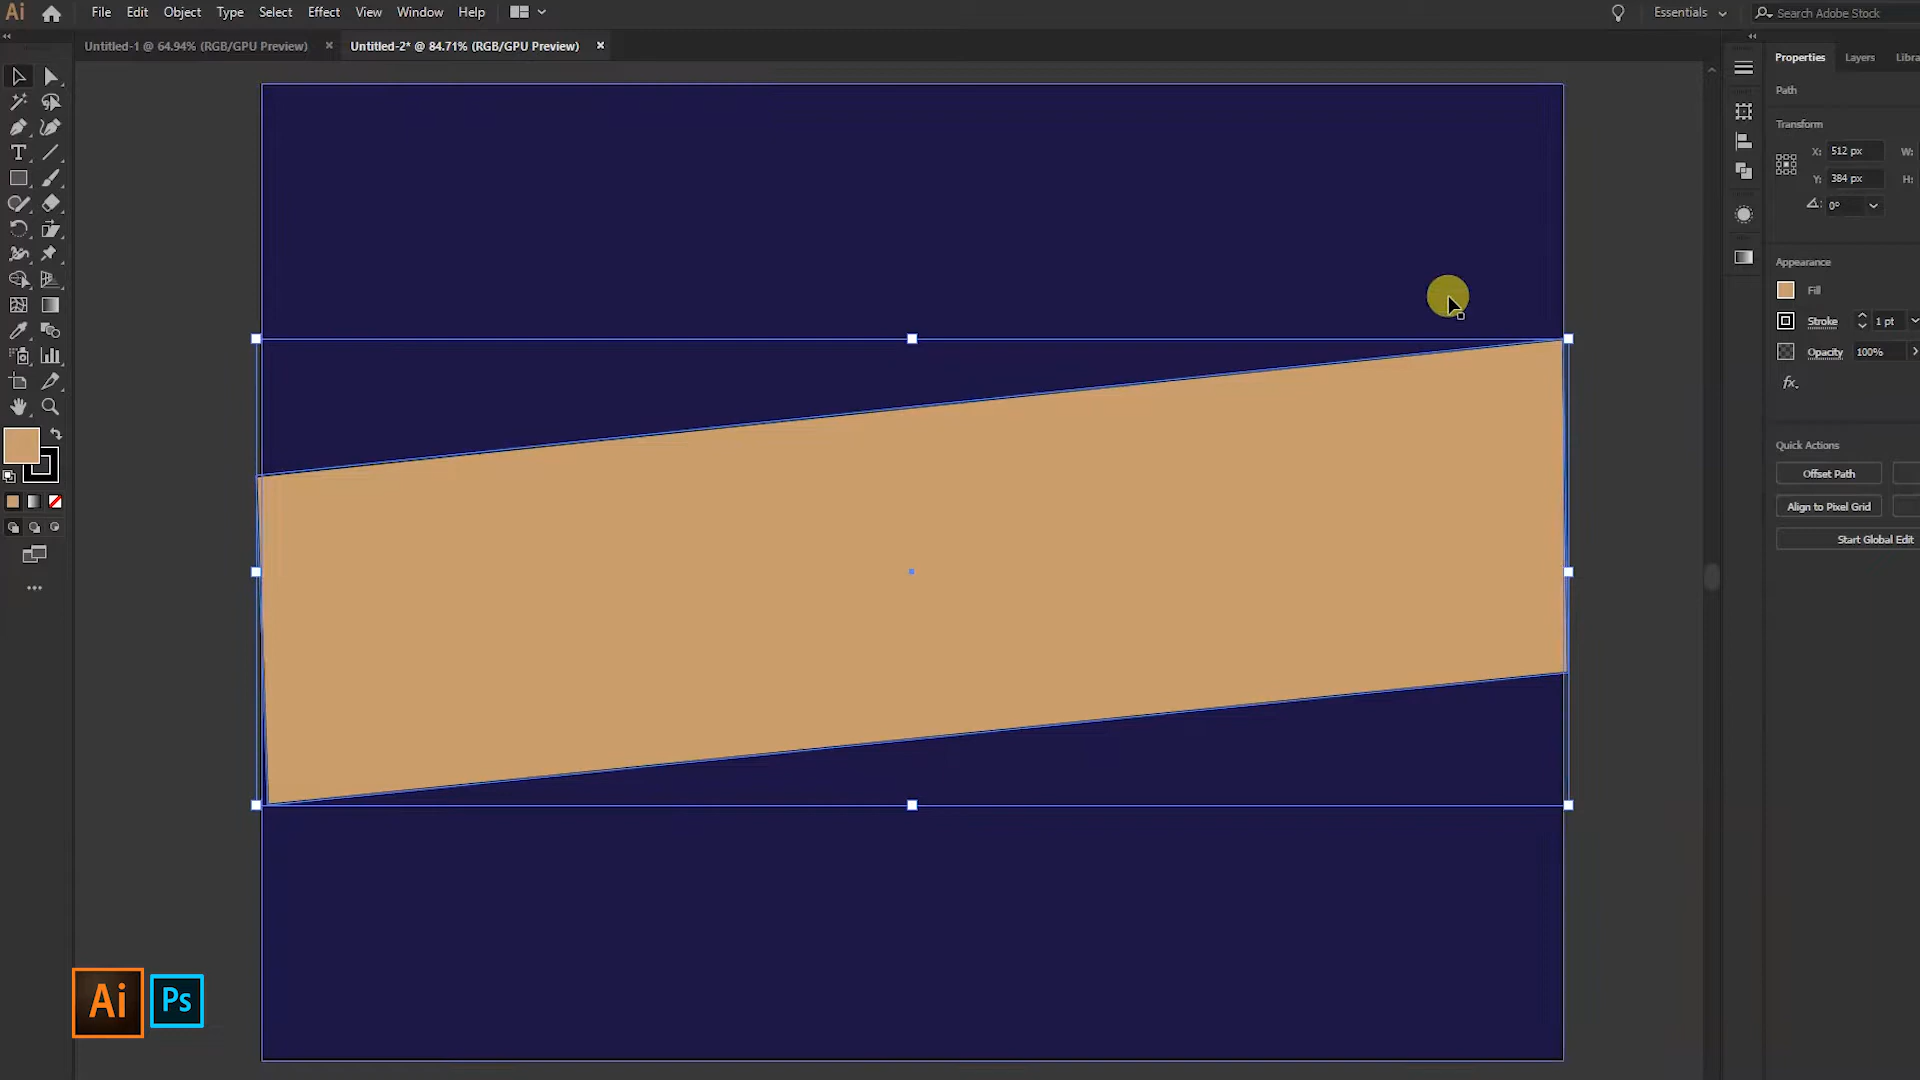 Ai File Edit Object Type Select Effect View Window Help Essentials Search Adobe Stock
Untitled-1 @ 64.94% (RGB/GPU Preview) × Untitled-2* @ 84.71% (RGB/GPU Preview) ×
Properties Layers Libra
Path
Transform
X: 512 px W:
Y: 384 px H:
0°
Appearance
Fill
Stroke 1 pt
Opacity 100%
fx.
Quick Actions
Offset Path
Align to Pixel Grid
Start Global Edit
Ai Ps